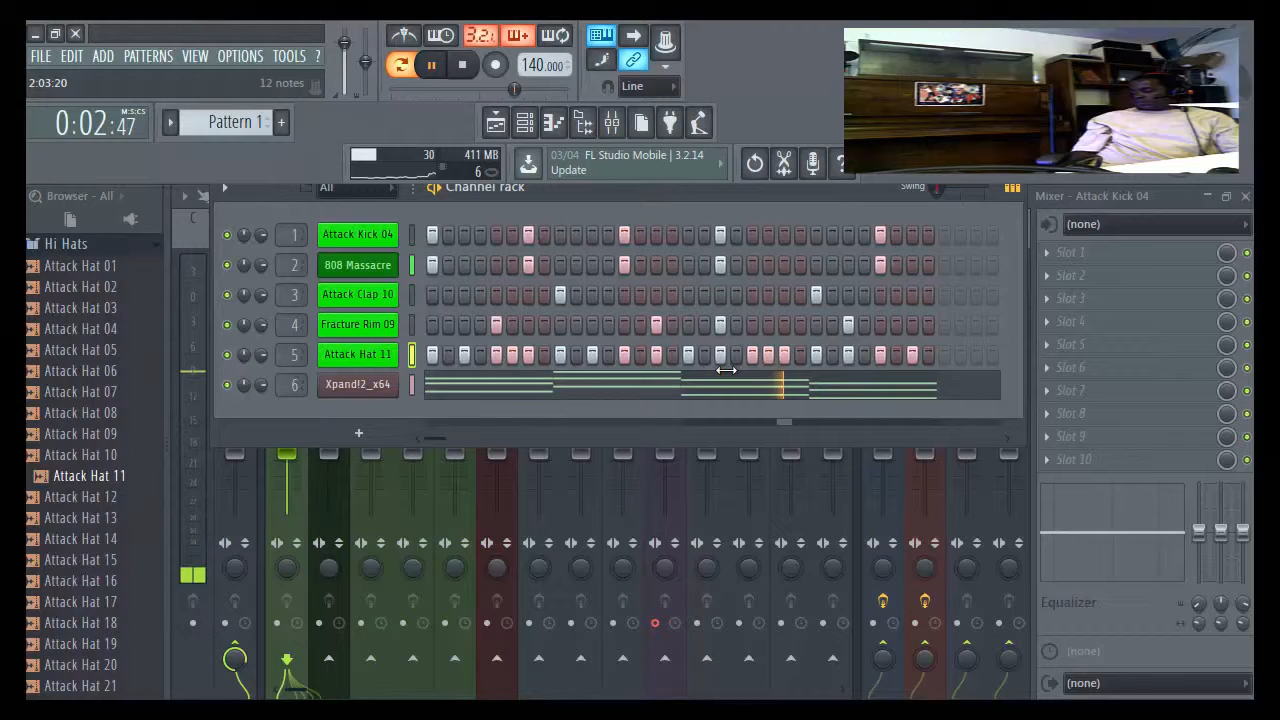 FILE EDIT ADD PATTERNS VIEW OPTIONS TOOLS ?
2:03:20 12 notes
3.2.1
140.000
Line
0:02:47 M:S:CS
Pattern 1 +
30 411 MB
6
03/04 FL Studio Mobile | 3.2.14
Update
?
Browser - All
Hi Hats
Attack Hat 01
Attack Hat 02
Attack Hat 03
Attack Hat 04
Attack Hat 05
Attack Hat 06
Attack Hat 07
Attack Hat 08
Attack Hat 09
Attack Hat 10
Attack Hat 11
Attack Hat 12
Attack Hat 13
Attack Hat 14
Attack Hat 15
Attack Hat 16
Attack Hat 17
Attack Hat 18
Attack Hat 19
Attack Hat 20
Attack Hat 21
C
All Channel rack Swing
1 Attack Kick 04
2 808 Massacre
3 Attack Clap 10
4 Fracture Rim 09
5 Attack Hat 11
6 Xpand!2_x64
+
Mixer - Attack Kick 04
(none)
Slot 1
Slot 2
Slot 3
Slot 4
Slot 5
Slot 6
Slot 7
Slot 8
Slot 9
Slot 10
Equalizer
(none)
(none)